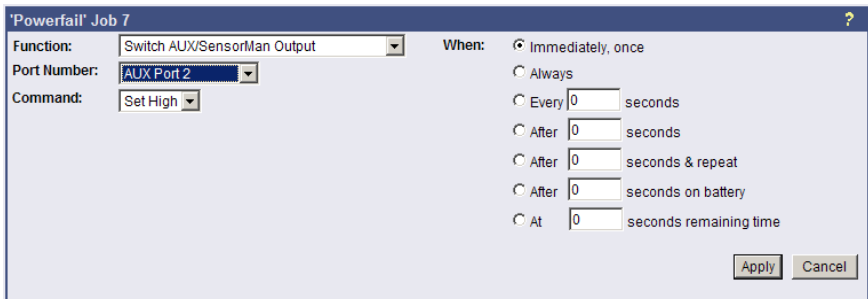 'Powerfail' Job 7 ?
Function: Switch AUX/SensorMan Output When: Immediately, once
Port Number: AUX Port 2 Always
Command: Set High Every 0 seconds
After 0 seconds
After 0 seconds & repeat
After 0 seconds on battery
At 0 seconds remaining time
Apply Cancel